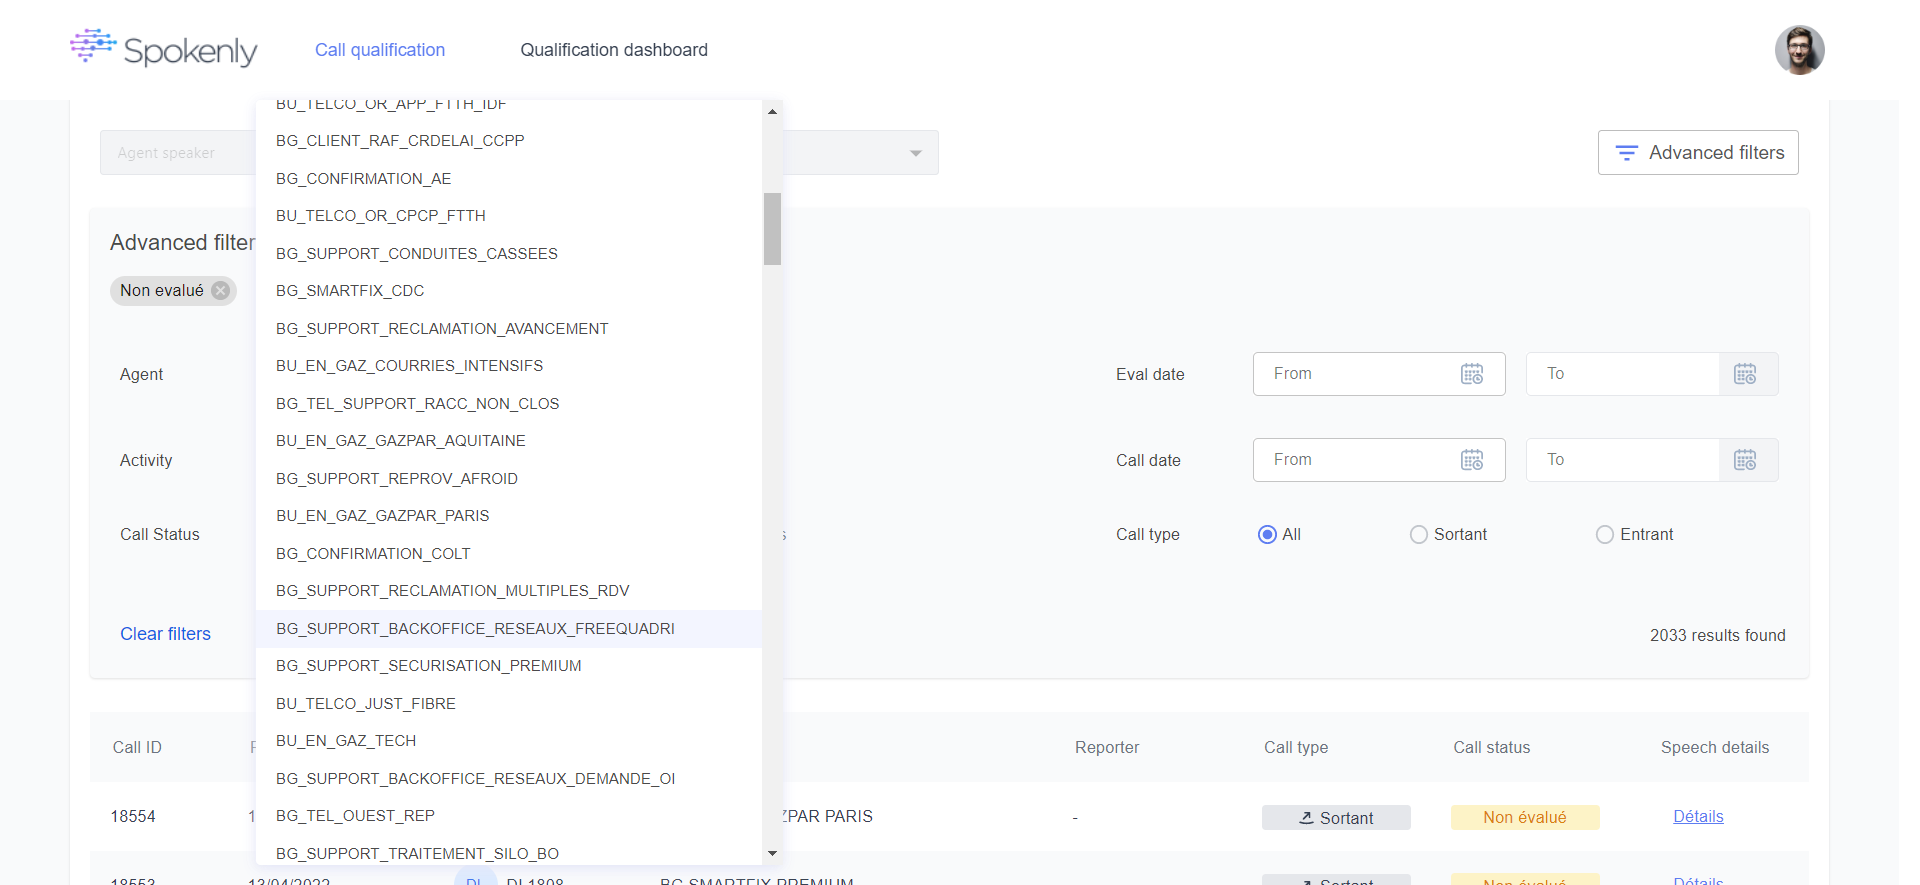 Spokenly
Call qualification
Qualification dashboard
Agent speaker
Advanced filters
BU_TELCO_OR_APP_FTTH_IDF
BG_CLIENT_RAF_CRDELAI_CCPP
BG_CONFIRMATION_AE
BU_TELCO_OR_CPCP_FTTH
BG_SUPPORT_CONDUITES_CASSEES
BG_SMARTFIX_CDC
BG_SUPPORT_RECLAMATION_AVANCEMENT
BU_EN_GAZ_COURRIES_INTENSIFS
BG_TEL_SUPPORT_RACC_NON_CLOS
BU_EN_GAZ_GAZPAR_AQUITAINE
BG_SUPPORT_REPROV_AFROID
BU_EN_GAZ_GAZPAR_PARIS
BG_CONFIRMATION_COLT
BG_SUPPORT_RECLAMATION_MULTIPLES_RDV
BG_SUPPORT_BACKOFFICE_RESEAUX_FREEQUADRI
BG_SUPPORT_SECURISATION_PREMIUM
BU_TELCO_JUST_FIBRE
BU_EN_GAZ_TECH
BG_SUPPORT_BACKOFFICE_RESEAUX_DEMANDE_OI
BG_TEL_OUEST_REP
BG_SUPPORT_TRAITEMENT_SILO_BO
Advanced filter
Non evalué
Agent
Eval date From To
Activity
Call date From To
Call Status
Call type All Sortant Entrant
Clear filters
2033 results found
Call ID Reporter Call type Call status Speech details
18554 1 ZPAR PARIS - Sortant Non évalué Détails
18553 13/04/2022 DL DL1808 BG SMARTFIX PREMIUM Sortant Non évalué Détails